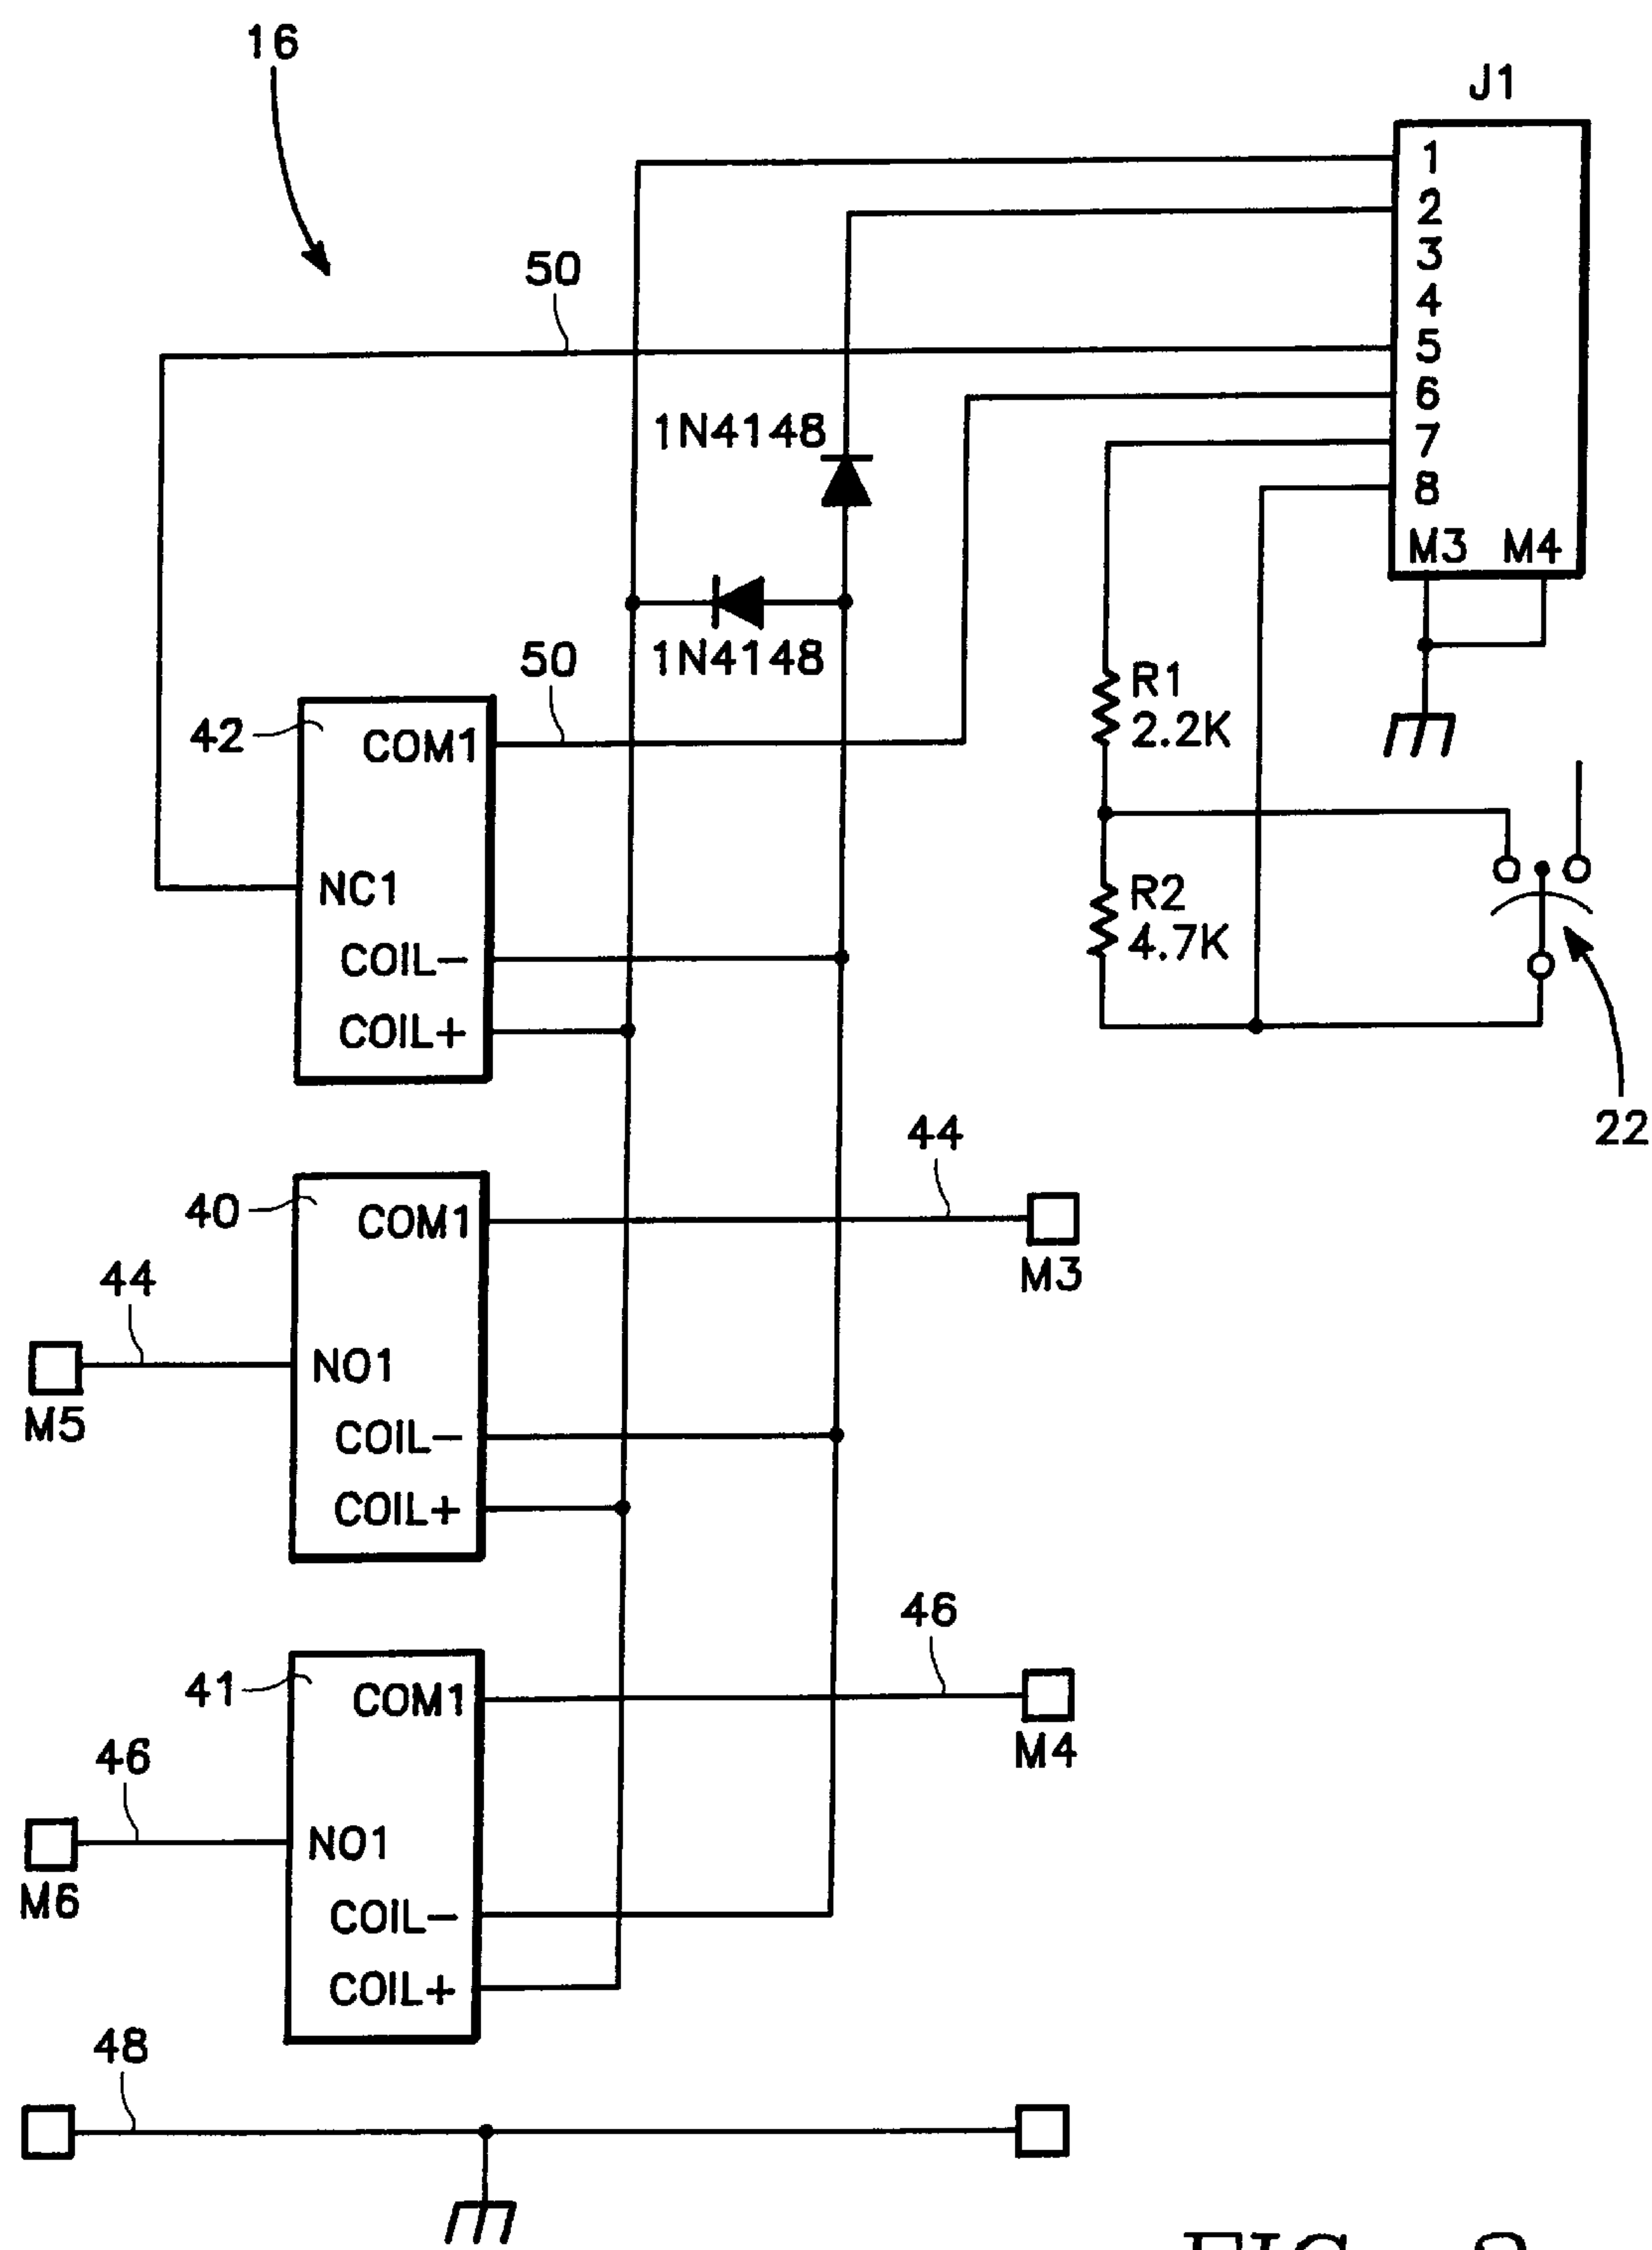 16
J1
1
2
3
4
5
6
7
8
M3 M4
50
1N4148
1N4148
50
R1
2.2K
R2
4.7K
22
42
COM1
NC1
COIL-
COIL+
44
40
COM1
M3
44
NO1
M5
COIL-
COIL+
46
41
COM1
M4
46
NO1
M6
COIL-
COIL+
48